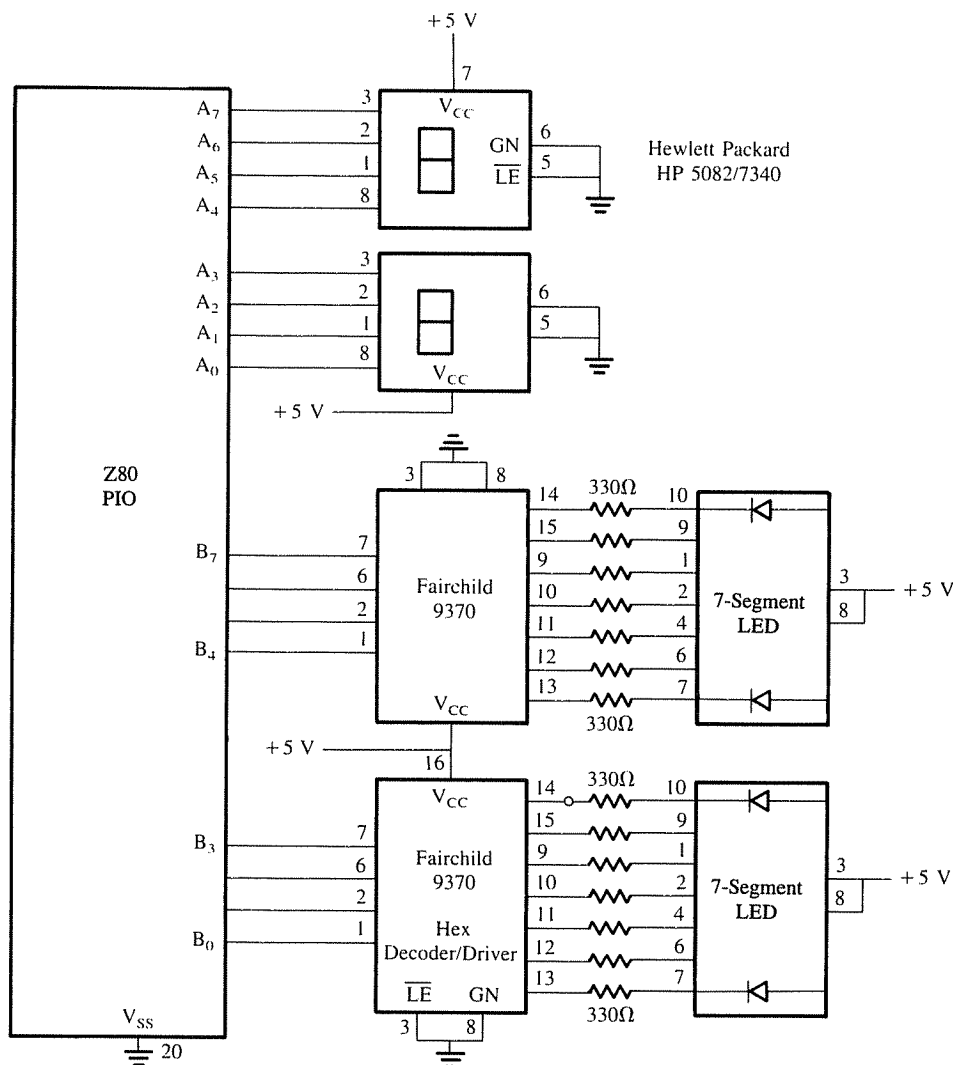 +5 V
7
A7
3
VCC
A6
2
GN
6
Hewlett Packard
HP 5082/7340
A5
1
LE
5
A4
8
A3
3
A2
2
6
A1
1
5
A0
8
VCC
+5 V
Z80
PIO
3
8
14
330Ω
10
B7
7
15
9
6
Fairchild
9370
9
1
3
+5 V
2
10
2
7-Segment
LED
8
B4
1
11
4
12
6
13
7
VCC
330Ω
+5 V
16
VCC
14
330Ω
10
B3
7
15
9
6
Fairchild
9370
9
1
3
+5 V
2
10
2
7-Segment
LED
8
B0
1
Hex
Decoder/Driver
11
4
12
6
13
7
LE
GN
330Ω
3
8
VSS
20